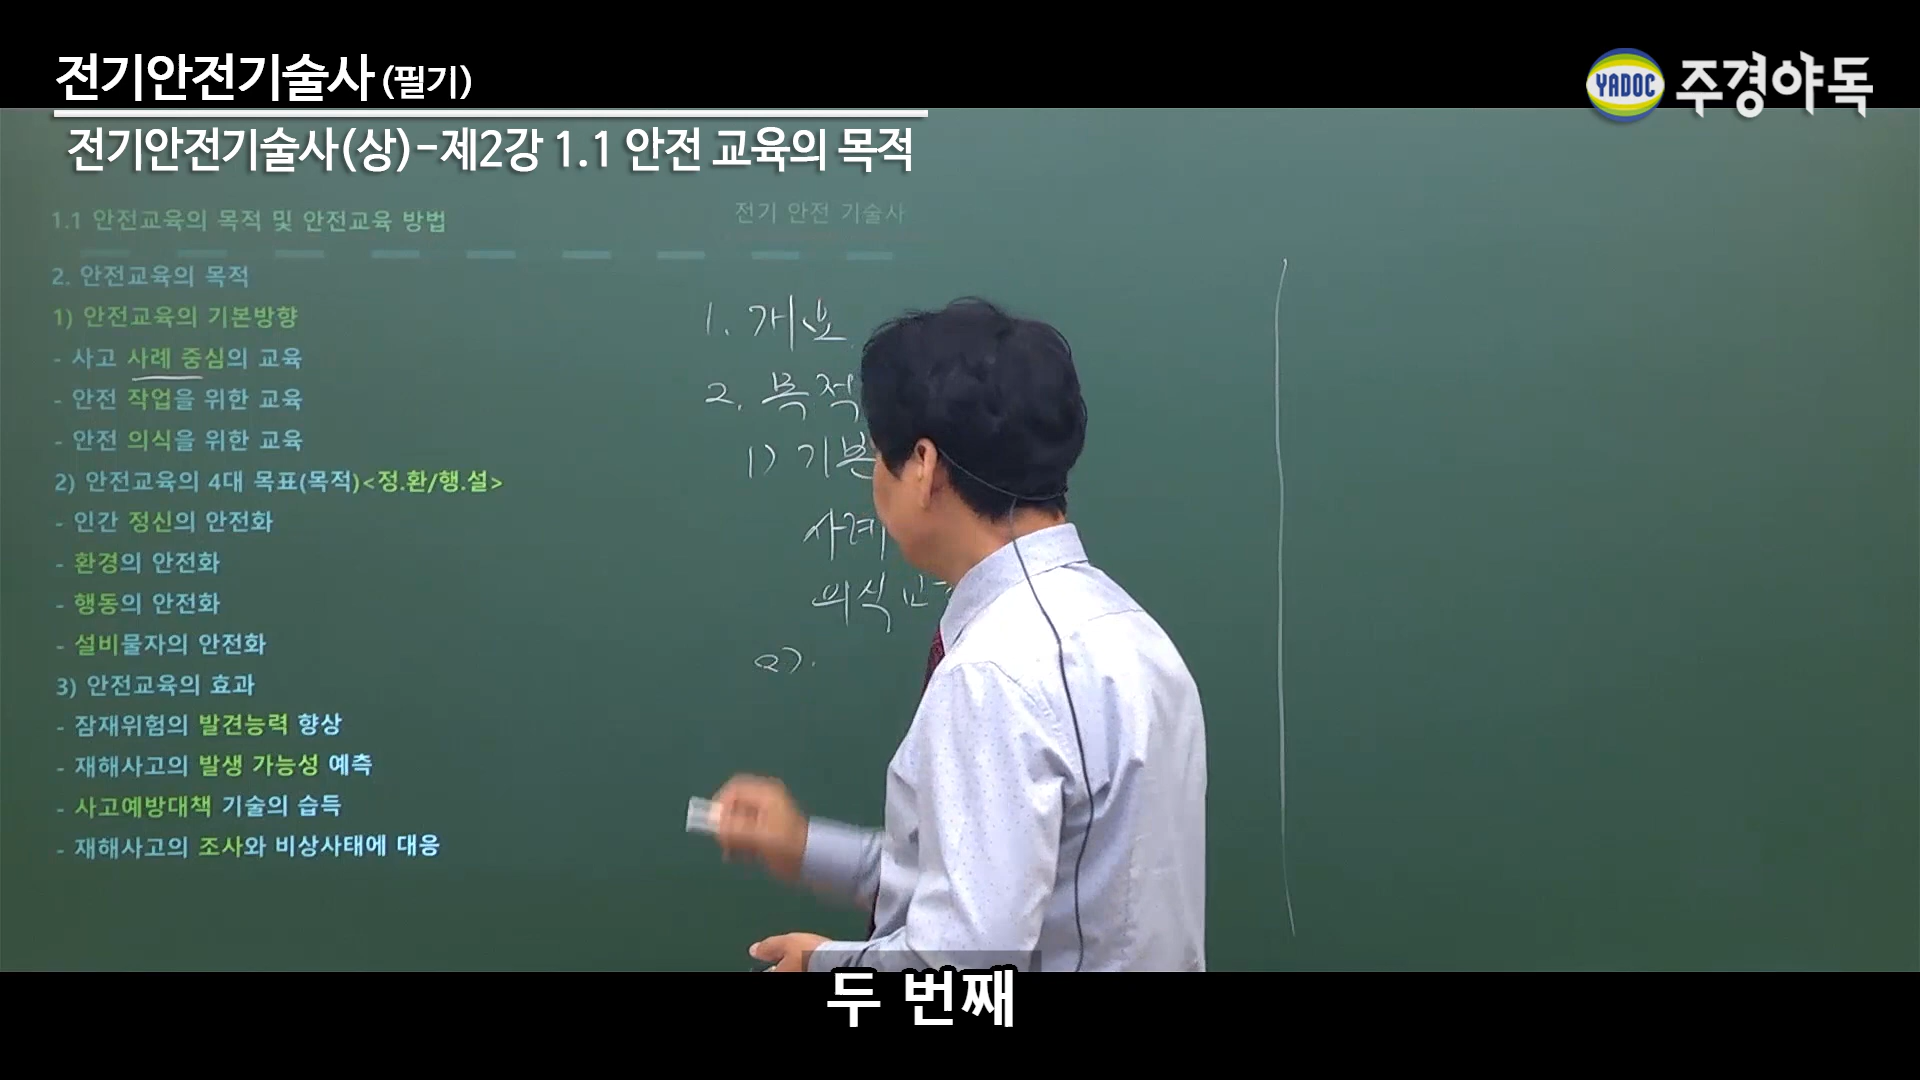 전기안전기술사(필기)
YADOC 주경야독
전기안전기술사(상)-제2강 1.1 안전 교육의 목적
1.1 안전교육의 목적 및 안전교육 방법
전기 안전 기술사
2. 안전교육의 목적
1) 안전교육의 기본방향
- 사고 사례 중심의 교육
- 안전 작업을 위한 교육
- 안전 의식을 위한 교육
2) 안전교육의 4대 목표(목적)<정.환/행.설>
- 인간 정신의 안전화
- 환경의 안전화
- 행동의 안전화
- 설비물자의 안전화
3) 안전교육의 효과
- 잠재위험의 발견능력 향상
- 재해사고의 발생 가능성 예측
- 사고예방대책 기술의 습득
- 재해사고의 조사와 비상사태에 대응
1. 개요
2. 목적
1) 기본
사례
의식
2).
두 번째